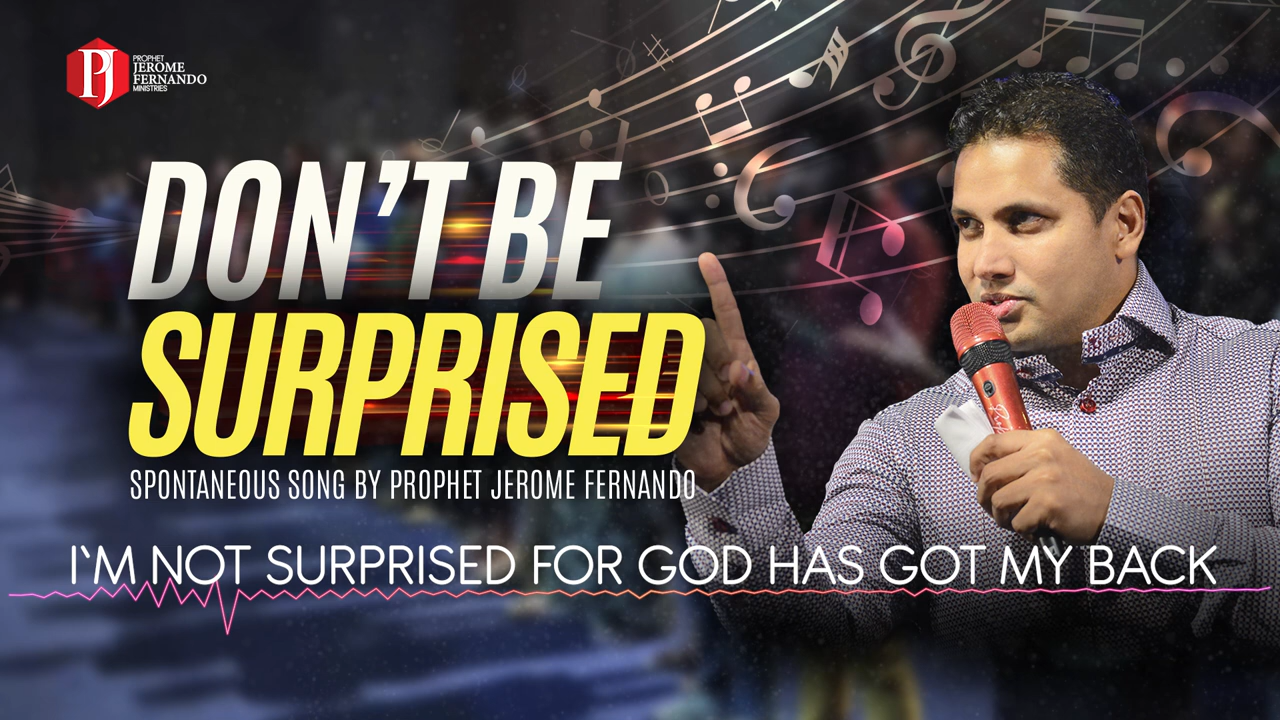 PJ
PROPHET
JEROME
FERNANDO
MINISTRIES
DON'T BE
SURPRISED
SPONTANEOUS SONG BY PROPHET JEROME FERNANDO
I`M NOT SURPRISED FOR GOD HAS GOT MY BACK